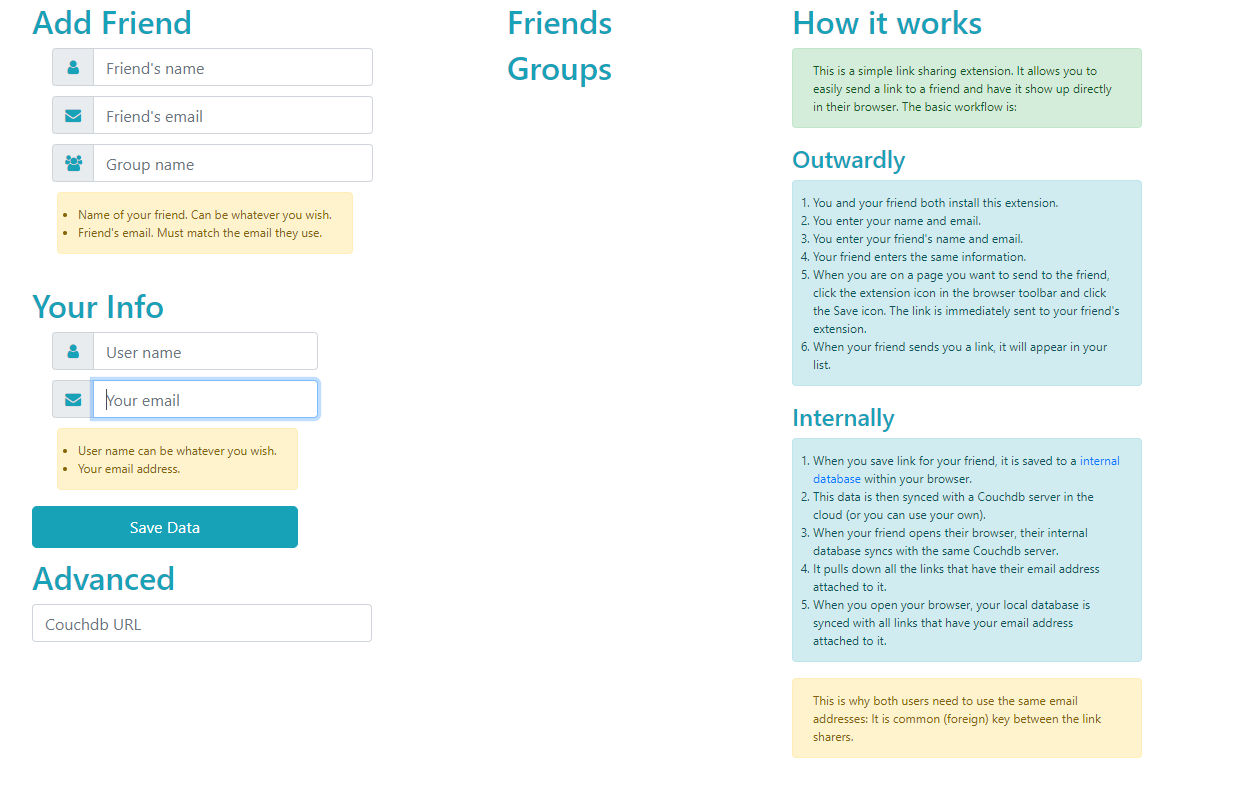 Add Friend
Friend's name
Friend's email
Group name
Name of your friend. Can be whatever you wish.
Friend's email. Must match the email they use.
Your Info
User name
Your email
User name can be whatever you wish.
Your email address.
Save Data
Advanced
Couchdb URL
Friends
Groups
How it works
This is a simple link sharing extension. It allows you to
easily send a link to a friend and have it show up directly
in their browser. The basic workflow is:
Outwardly
1. You and your friend both install this extension.
2. You enter your name and email.
3. You enter your friend's name and email.
4. Your friend enters the same information.
5. When you are on a page you want to send to the friend,
click the extension icon in the browser toolbar and click
the Save icon. The link is immediately sent to your friend's
extension.
6. When your friend sends you a link, it will appear in your
list.
Internally
1. When you save link for your friend, it is saved to a internal
database within your browser.
2. This data is then synced with a Couchdb server in the
cloud (or you can use your own).
3. When your friend opens their browser, their internal
database syncs with the same Couchdb server.
4. It pulls down all the links that have their email address
attached to it.
5. When you open your browser, your local database is
synced with all links that have your email address
attached to it.
This is why both users need to use the same email
addresses: It is common (foreign) key between the link
sharers.